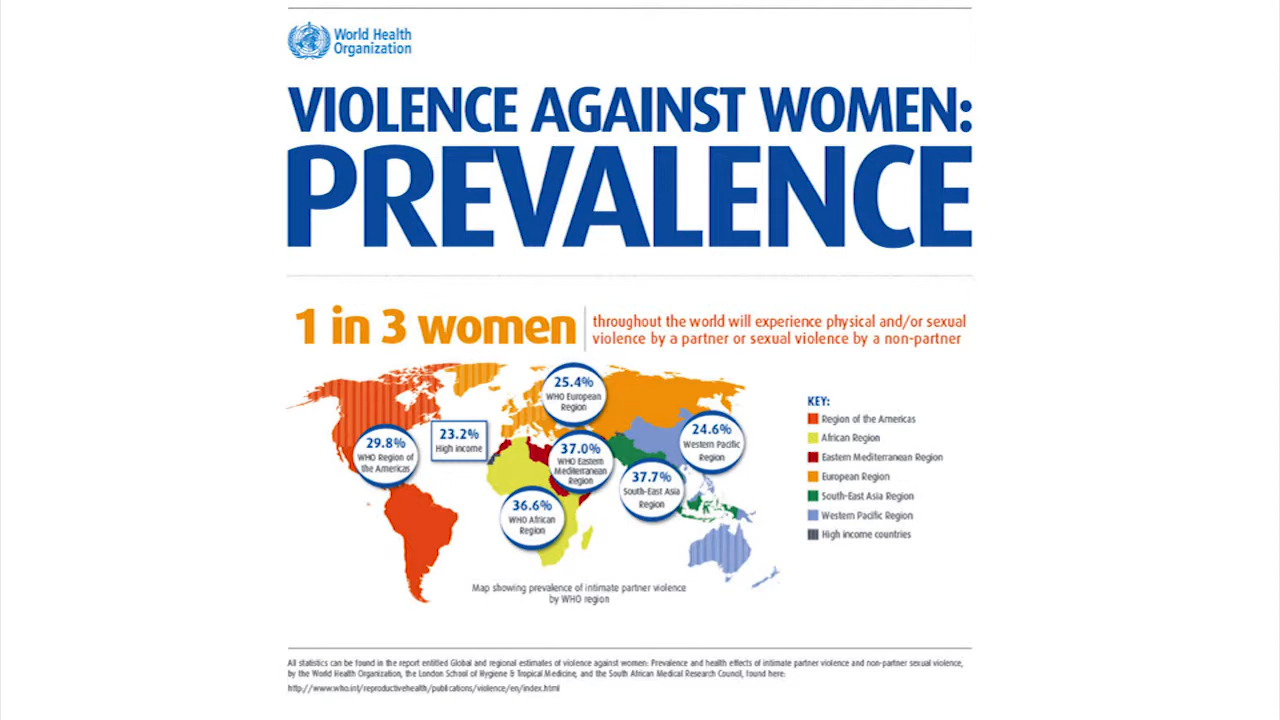 World Health
Organization
VIOLENCE AGAINST WOMEN:
PREVALENCE
1 in 3 women
throughout the world will experience physical and/or sexual
violence by a partner or sexual violence by a non-partner
25.4%
WHO European
Region
23.2%
High income
29.8%
WHO Region of
the Americas
37.0%
WHO Eastern
Mediterranean
Region
24.6%
Western Pacific
Region
37.7%
South-East Asia
Region
36.6%
WHO African
Region
KEY:
Region of the Americas
African Region
Eastern Mediterranean Region
European Region
South-East Asia Region
Western Pacific Region
High income countries
Map showing prevalence of intimate partner violence
by WHO region
All statistics can be found in the report entitled Global and regional estimates of violence against women: Prevalence and health effects of intimate partner violence and non-partner sexual violence,
by the World Health Organization, the London School of Hygiene & Tropical Medicine, and the South African Medical Research Council, found here:
http://www.who.int/reproductivehealth/publications/violence/en/index.html